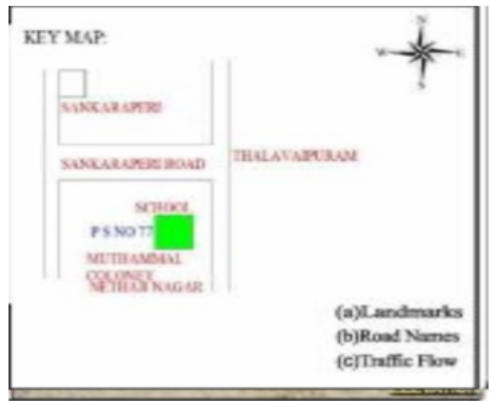 KEY MAP:
N
W E
S
SANKARAPERI
SANKARAPERI ROAD
THALAVAIPURAM
SCHOOL
P S NO 77
MUTHAMMAL
COLONEY
NETHAJI NAGAR
(a)Landmarks
(b)Road Names
(c)Traffic Flow